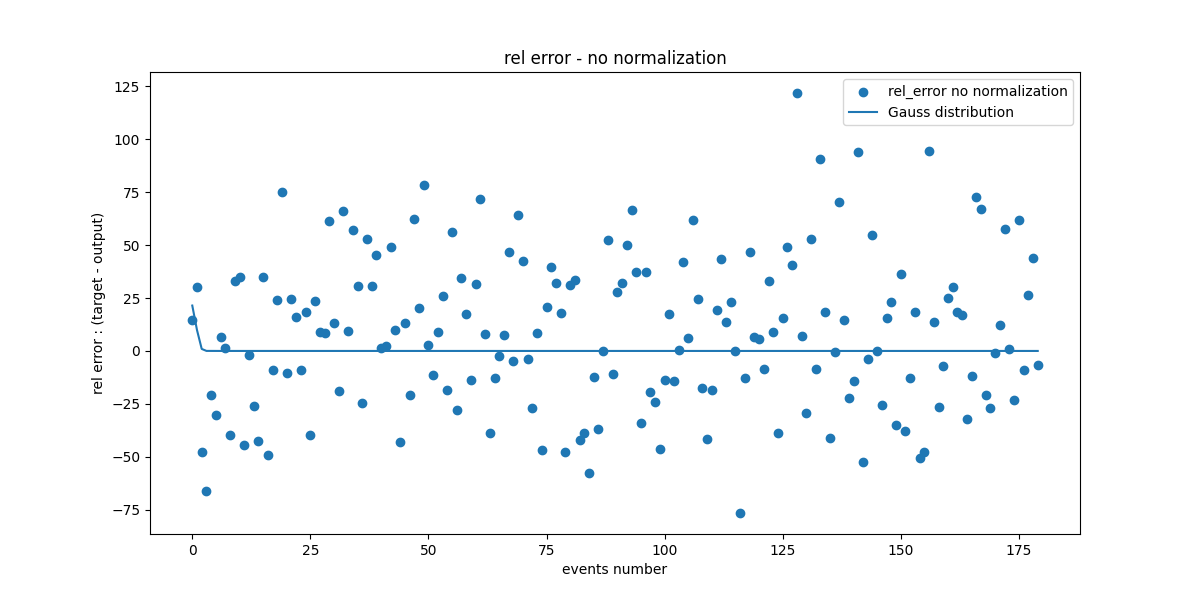 rel error - no normalization
rel_error no normalization
Gauss distribution
125
100
75
50
25
0
−25
−50
−75
rel error : (target - output)
0 25 50 75 100 125 150 175
events number